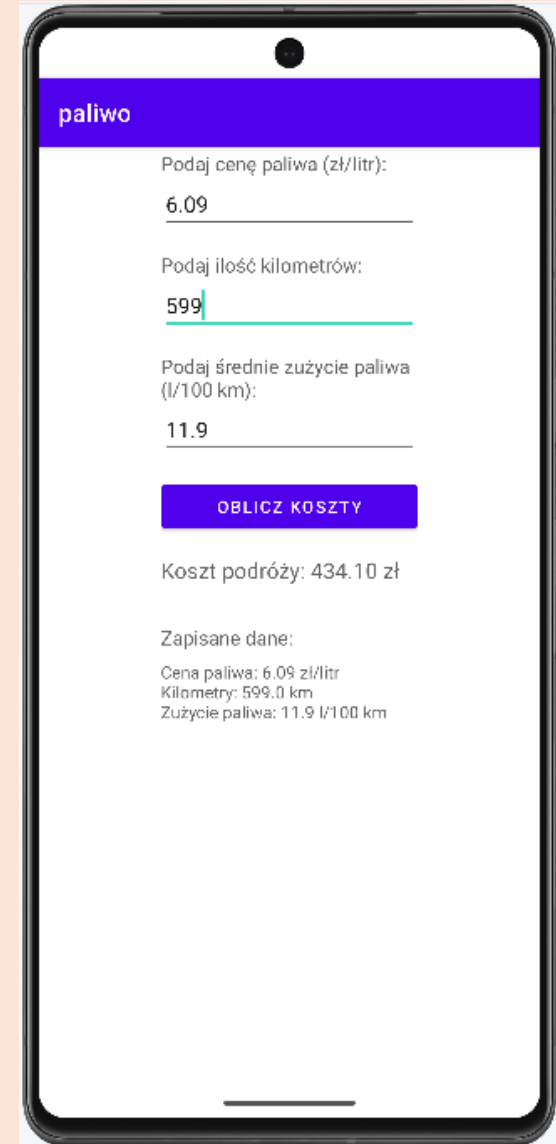 paliwo
Podaj cenę paliwa (zł/litr):
6.09
Podaj ilość kilometrów:
599
Podaj średnie zużycie paliwa
(l/100 km):
11.9
OBLICZ KOSZTY
Koszt podróży: 434.10 zł
Zapisane dane:
Cena paliwa: 6.09 zł/litr
Kilometry: 599.0 km
Zużycie paliwa: 11.9 l/100 km